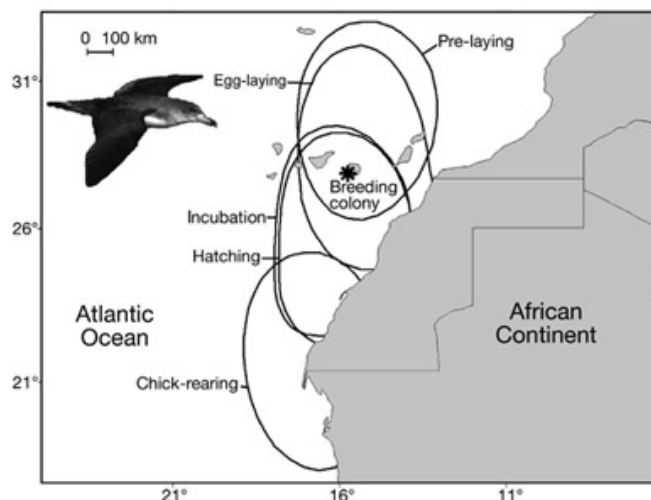 0 100 km
Pre-laying
31°
Egg-laying
Breeding
colony
Incubation
26°
Hatching
Atlantic
Ocean
African
Continent
21°
Chick-rearing
21°
16°
11°